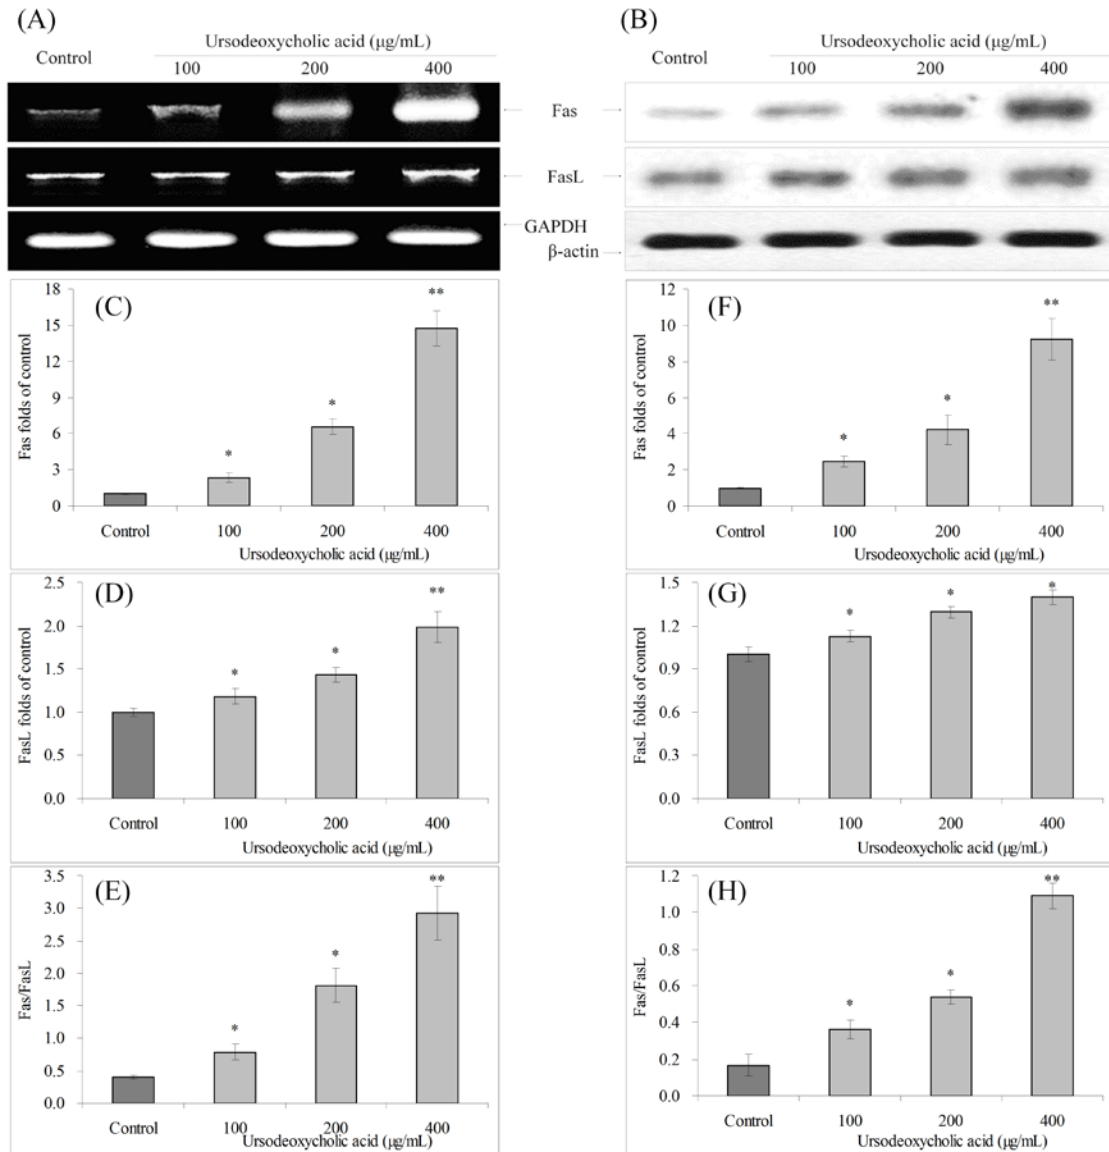 (A)
Ursodeoxycholic acid (μg/mL)
Control
100 200 400
(B)
Ursodeoxycholic acid (μg/mL)
Control
100 200 400
Fas
FasL
GAPDH
β-actin
(C)
Fas folds of control
18
15
12
9
6
3
0
*
*
**
Control 100 200 400
Ursodeoxycholic acid (μg/mL)
(F)
Fas folds of control
12
10
8
6
4
2
0
*
*
**
Control 100 200 400
Ursodeoxycholic acid (μg/mL)
(D)
FasL folds of control
2.5
2.0
1.5
1.0
0.5
0.0
*
*
**
Control 100 200 400
Ursodeoxycholic acid (μg/mL)
(G)
FasL folds of control
1.5
1.2
0.9
0.6
0.3
0.0
*
*
*
Control 100 200 400
Ursodeoxycholic acid (μg/mL)
(E)
Fas/FasL
3.5
3.0
2.5
2.0
1.5
1.0
0.5
0.0
*
*
**
Control 100 200 400
Ursodeoxycholic acid (μg/mL)
(H)
Fas/FasL
1.2
1.0
0.8
0.6
0.4
0.2
0.0
*
*
**
Control 100 200 400
Ursodeoxycholic acid (μg/mL)